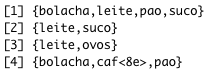 [1] {bolacha,leite,pao,suco}
[2] {leite,suco}
[3] {leite,ovos}
[4] {bolacha,caf<8e>,pao}